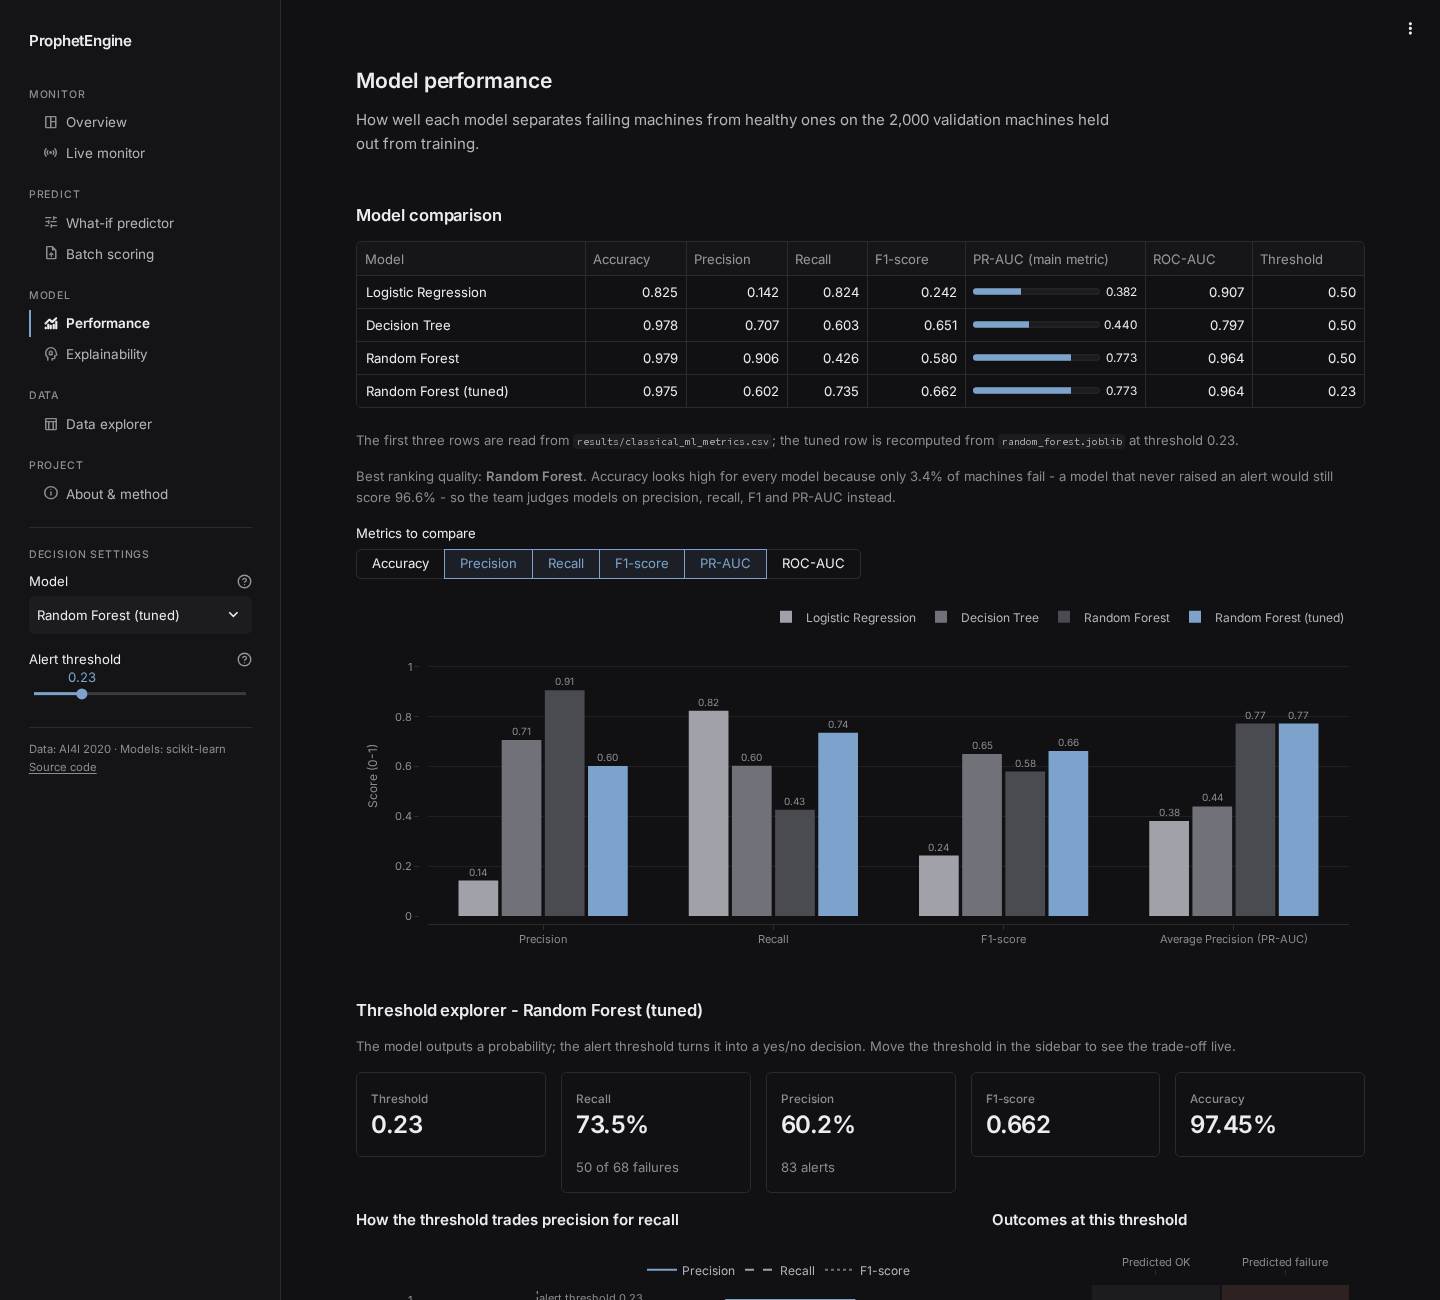 ProphetEngine
MONITOR
Overview
Live monitor
PREDICT
What-if predictor
Batch scoring
MODEL
Performance
Explainability
DATA
Data explorer
PROJECT
About & method
DECISION SETTINGS
Model
Random Forest (tuned)
Alert threshold
0.23
Data: AI4I 2020 · Models: scikit-learn
Source code
Model performance
How well each model separates failing machines from healthy ones on the 2,000 validation machines held
out from training.
Model comparison
Model Accuracy Precision Recall F1-score PR-AUC (main metric) ROC-AUC Threshold
Logistic Regression 0.825 0.142 0.824 0.242 0.382 0.907 0.50
Decision Tree 0.978 0.707 0.603 0.651 0.440 0.797 0.50
Random Forest 0.979 0.906 0.426 0.580 0.773 0.964 0.50
Random Forest (tuned) 0.975 0.602 0.735 0.662 0.773 0.964 0.23
The first three rows are read from results/classical_ml_metrics.csv; the tuned row is recomputed from random_forest.joblib at threshold 0.23.
Best ranking quality: Random Forest. Accuracy looks high for every model because only 3.4% of machines fail - a model that never raised an alert would still
score 96.6% - so the team judges models on precision, recall, F1 and PR-AUC instead.
Metrics to compare
Accuracy Precision Recall F1-score PR-AUC ROC-AUC
Logistic Regression Decision Tree Random Forest Random Forest (tuned)
Score (0-1)
1
0.8
0.6
0.4
0.2
0
0.14 0.71 0.91 0.60
0.82 0.60 0.43 0.74
0.24 0.65 0.58 0.66
0.38 0.44 0.77 0.77
Precision Recall F1-score Average Precision (PR-AUC)
Threshold explorer - Random Forest (tuned)
The model outputs a probability; the alert threshold turns it into a yes/no decision. Move the threshold in the sidebar to see the trade-off live.
Threshold
0.23
Recall
73.5%
50 of 68 failures
Precision
60.2%
83 alerts
F1-score
0.662
Accuracy
97.45%
How the threshold trades precision for recall
Precision Recall F1-score
1
alert threshold 0.23
Outcomes at this threshold
Predicted OK Predicted failure